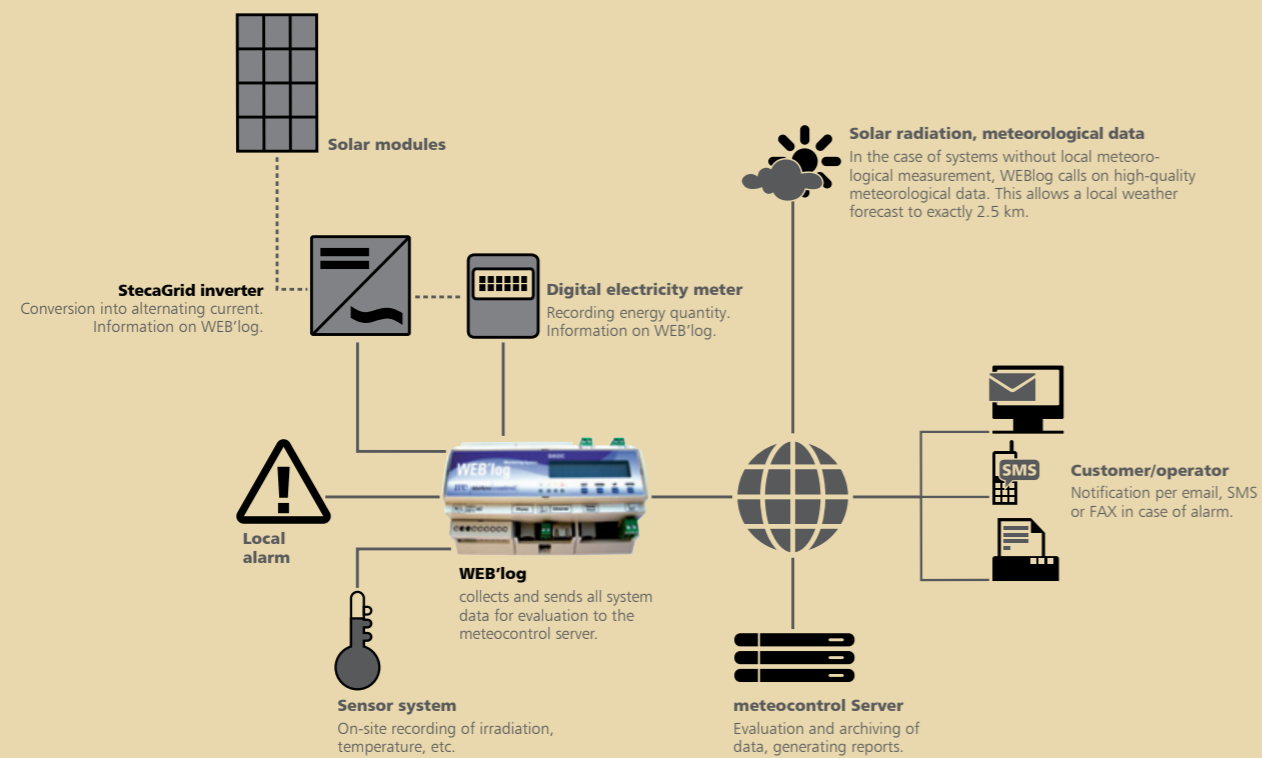 Solar modules
Solar radiation, meteorological data
In the case of systems without local meteoro-
logical measurement, WEBlog calls on high-quality
meteorological data. This allows a local weather
forecast to exactly 2.5 km.
StecaGrid inverter
Conversion into alternating current.
Information on WEB’log.
Digital electricity meter
Recording energy quantity.
Information on WEB’log.
WEB’log
BASIC
meteocontrol
Local
alarm
SMS
Customer/operator
Notification per email, SMS
or FAX in case of alarm.
WEB’log
collects and sends all system
data for evaluation to the
meteocontrol server.
Sensor system
On-site recording of irradiation,
temperature, etc.
meteocontrol Server
Evaluation and archiving of
data, generating reports.